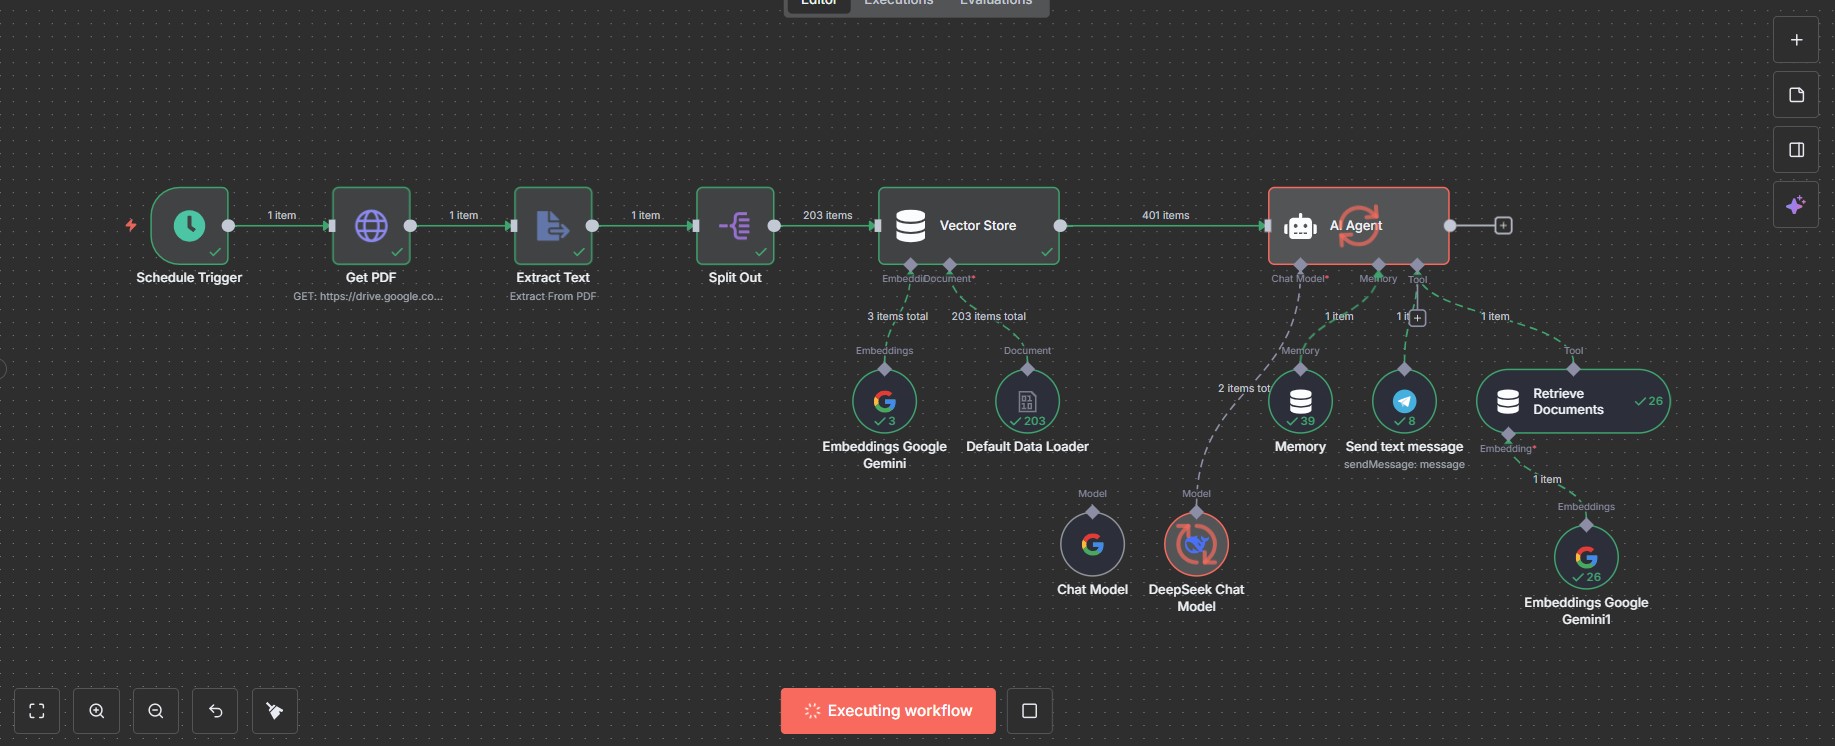 Editor Executions Evaluations
1 item
1 item
1 item
203 items
Vector Store
401 items
AI Agent
Schedule Trigger
Get PDF
GET: https://drive.google.co...
Extract Text
Extract From PDF
Split Out
Embeddi
Document*
Chat Model*
Memory
Tool
3 items total
203 items total
1 item
1 it
1 item
Embeddings
Document
Memory
Tool
2 items tot
3
203
39
8
Retrieve
Documents
26
Embeddings Google
Gemini
Default Data Loader
Memory
Send text message
sendMessage: message
Embedding*
1 item
Model
Model
Embeddings
26
Chat Model
DeepSeek Chat
Model
Embeddings Google
Gemini1
Executing workflow